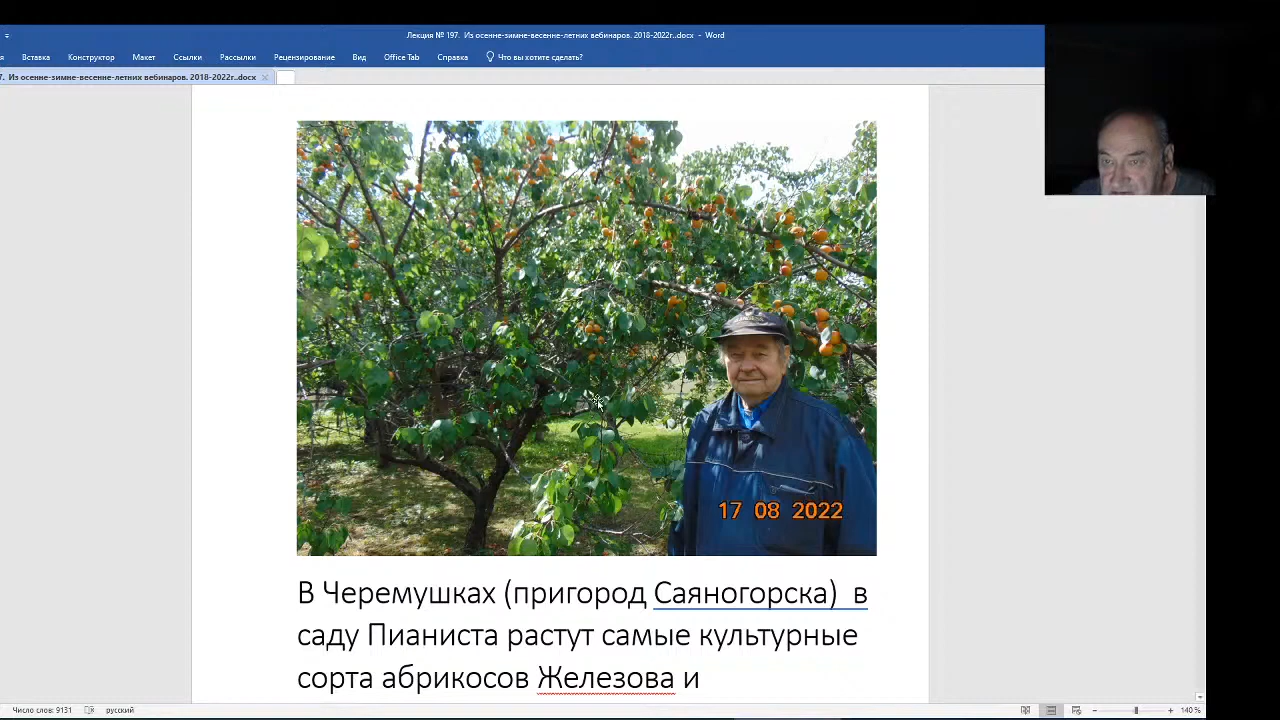 Лекция № 197. Из осенне-зимне-весенне-летних вебинаров. 2018-2022г..docx - Word
я Вставка Конструктор Макет Ссылки Рассылки Рецензирование Вид Office Tab Справка Что вы хотите сделать?
7. Из осенне-зимне-весенне-летних вебинаров. 2018-2022г..docx
17 08 2022
В Черемушках (пригород Саяногорска) в
саду Пианиста растут самые культурные
сорта абрикосов Железова и
Число слов: 9131 русский 140 %